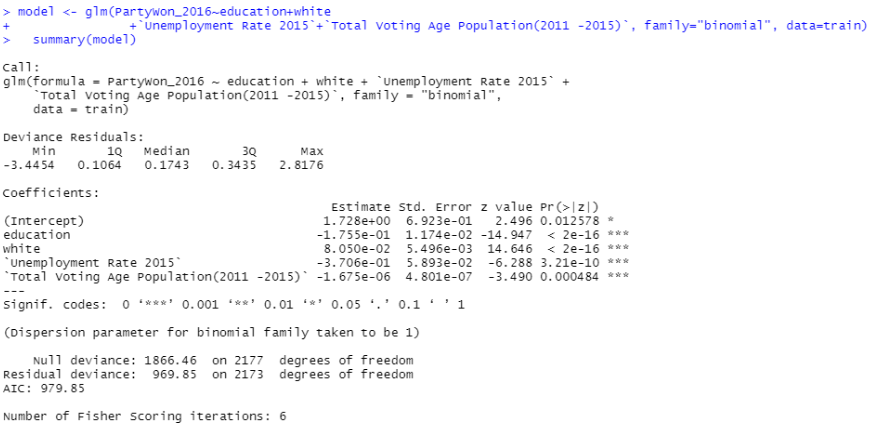 > model <- glm(PartyWon_2016~education+white
+             +`Unemployment Rate 2015`+`Total Voting Age Population(2011 -2015)`, family="binomial", data=train)
>   summary(model)

Call:
glm(formula = PartyWon_2016 ~ education + white + `Unemployment Rate 2015` +
    `Total Voting Age Population(2011 -2015)`, family = "binomial",
    data = train)

Deviance Residuals:
    Min       1Q   Median       3Q      Max
-3.4454   0.1064   0.1743   0.3435   2.8176

Coefficients:
                                            Estimate Std. Error z value Pr(>|z|)
(Intercept)                                1.728e+00  6.923e-01   2.496 0.012578 *
education                                 -1.755e-01  1.174e-02 -14.947  < 2e-16 ***
white                                      8.050e-02  5.496e-03  14.646  < 2e-16 ***
`Unemployment Rate 2015`                  -3.706e-01  5.893e-02  -6.288 3.21e-10 ***
`Total Voting Age Population(2011 -2015)` -1.675e-06  4.801e-07  -3.490 0.000484 ***
---
Signif. codes:  0 ‘***’ 0.001 ‘**’ 0.01 ‘*’ 0.05 ‘.’ 0.1 ‘ ’ 1

(Dispersion parameter for binomial family taken to be 1)

    Null deviance: 1866.46  on 2177  degrees of freedom
Residual deviance:  969.85  on 2173  degrees of freedom
AIC: 979.85

Number of Fisher Scoring iterations: 6